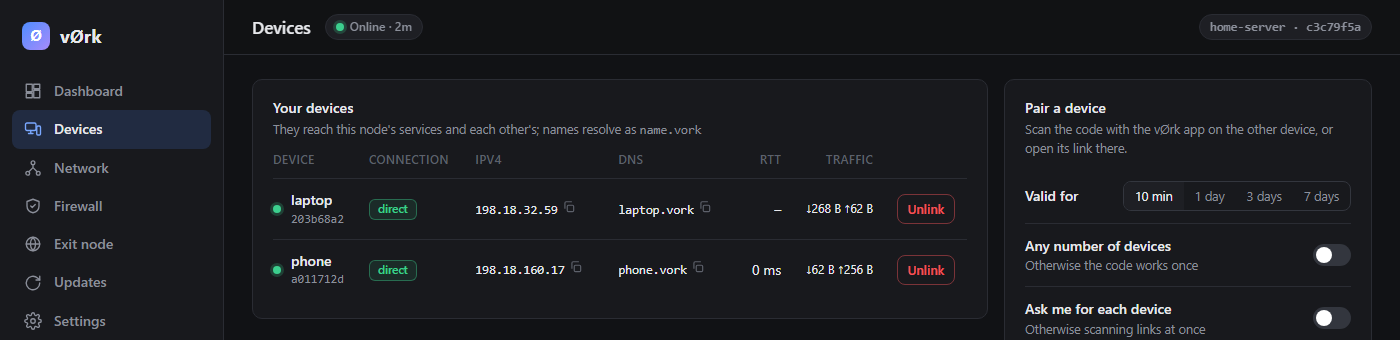 vØrk
Dashboard
Devices
Network
Firewall
Exit node
Updates
Settings
Devices
Online · 2m
home-server · c3c79f5a
Your devices
They reach this node's services and each other's; names resolve as name.vork
DEVICE CONNECTION IPV4 DNS RTT TRAFFIC
laptop
203b68a2
direct 198.18.32.59 laptop.vork — ↓268 B ↑62 B Unlink
phone
a011712d
direct 198.18.160.17 phone.vork 0 ms ↓62 B ↑256 B Unlink
Pair a device
Scan the code with the vØrk app on the other device, or
open its link there.
Valid for 10 min 1 day 3 days 7 days
Any number of devices
Otherwise the code works once
Ask me for each device
Otherwise scanning links at once